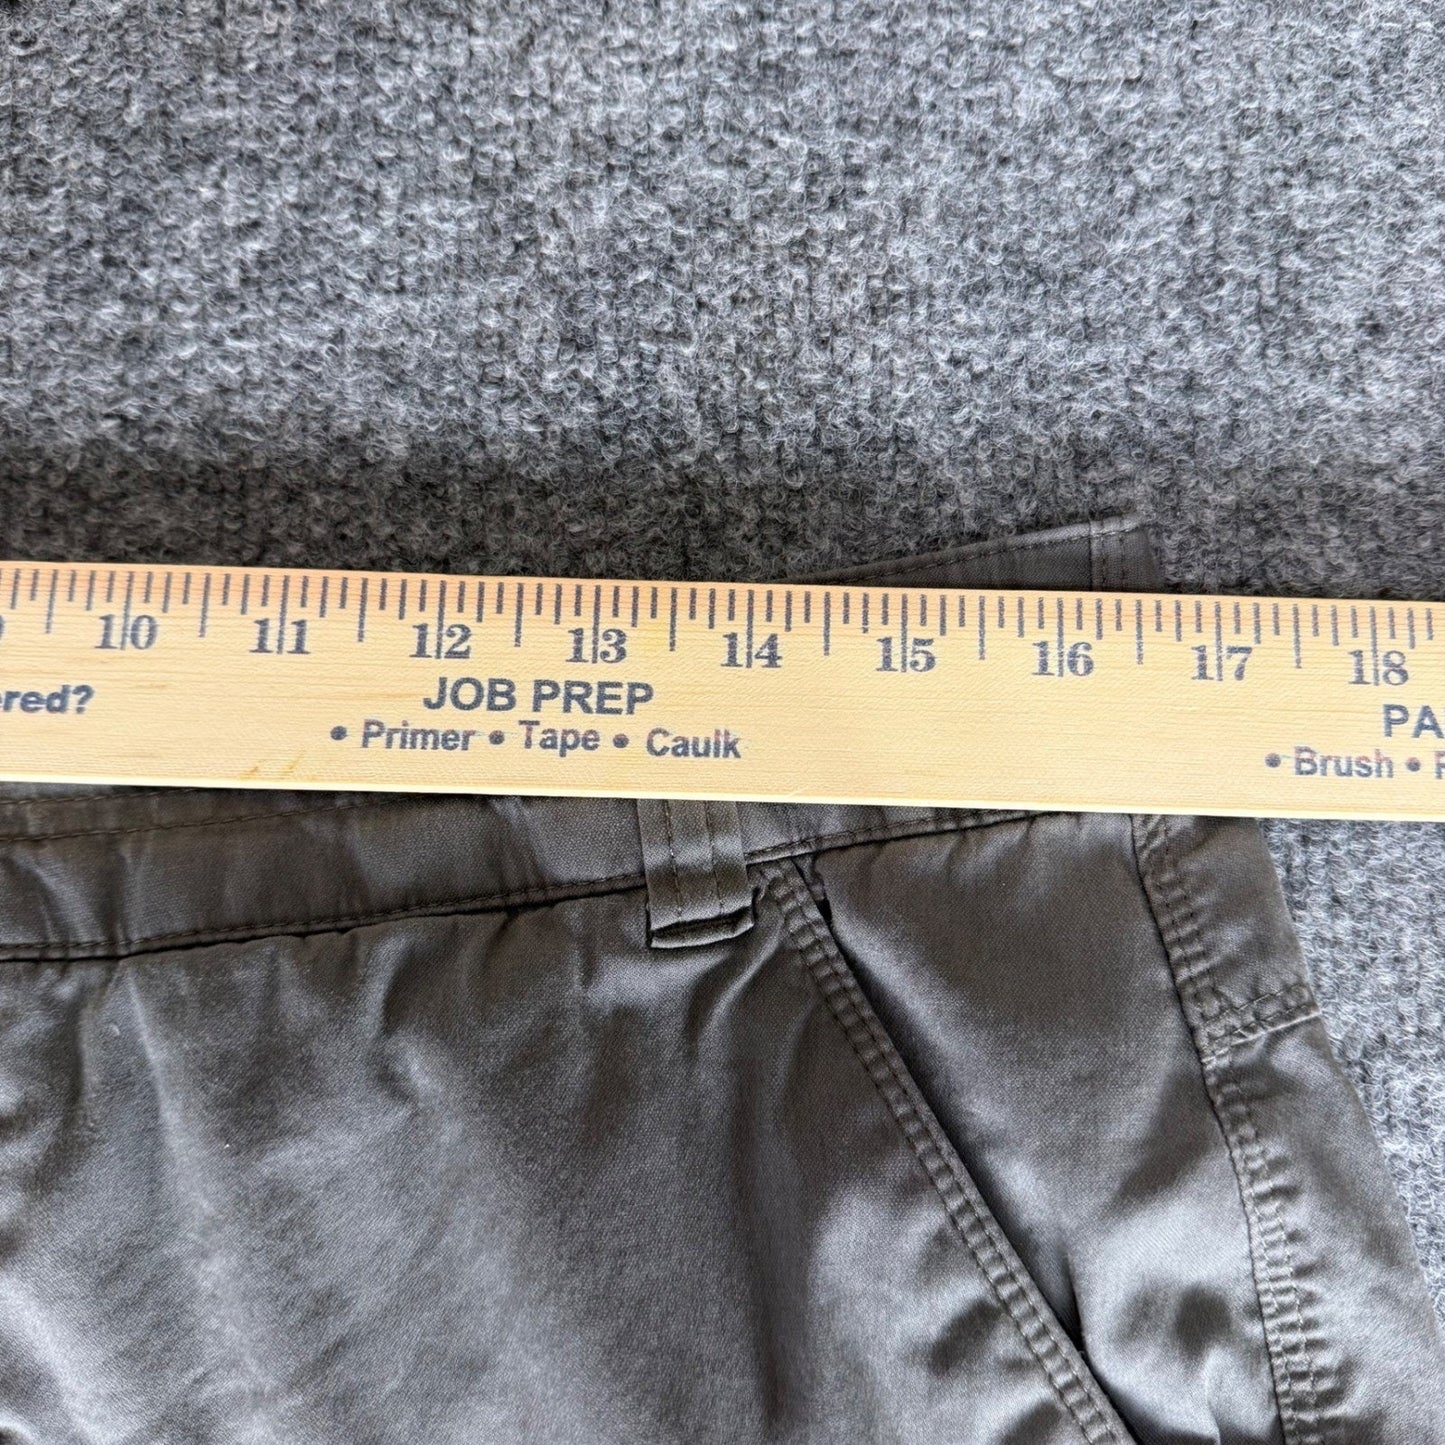 10 11 12 13 14 15 16 17 18
ered? JOB PREP PA
• Primer • Tape • Caulk • Brush •